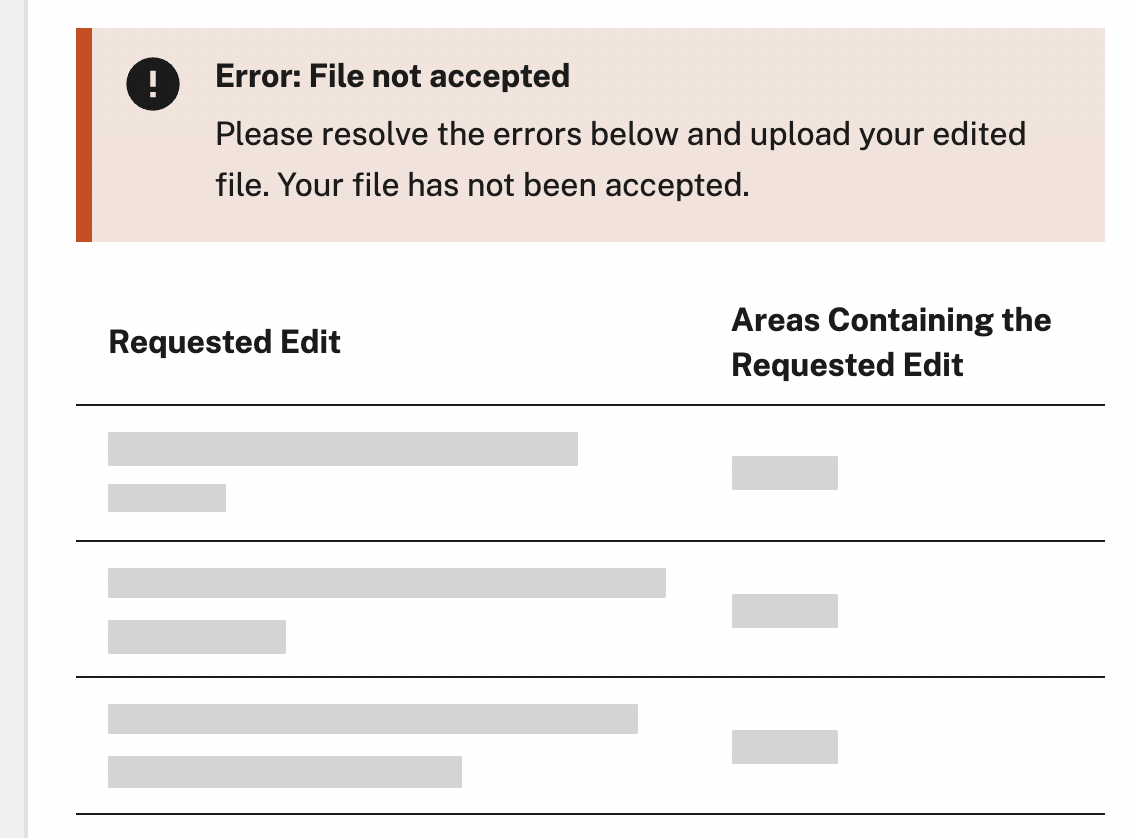 Error: File not accepted
Please resolve the errors below and upload your edited
file. Your file has not been accepted.
Requested Edit
Areas Containing the
Requested Edit